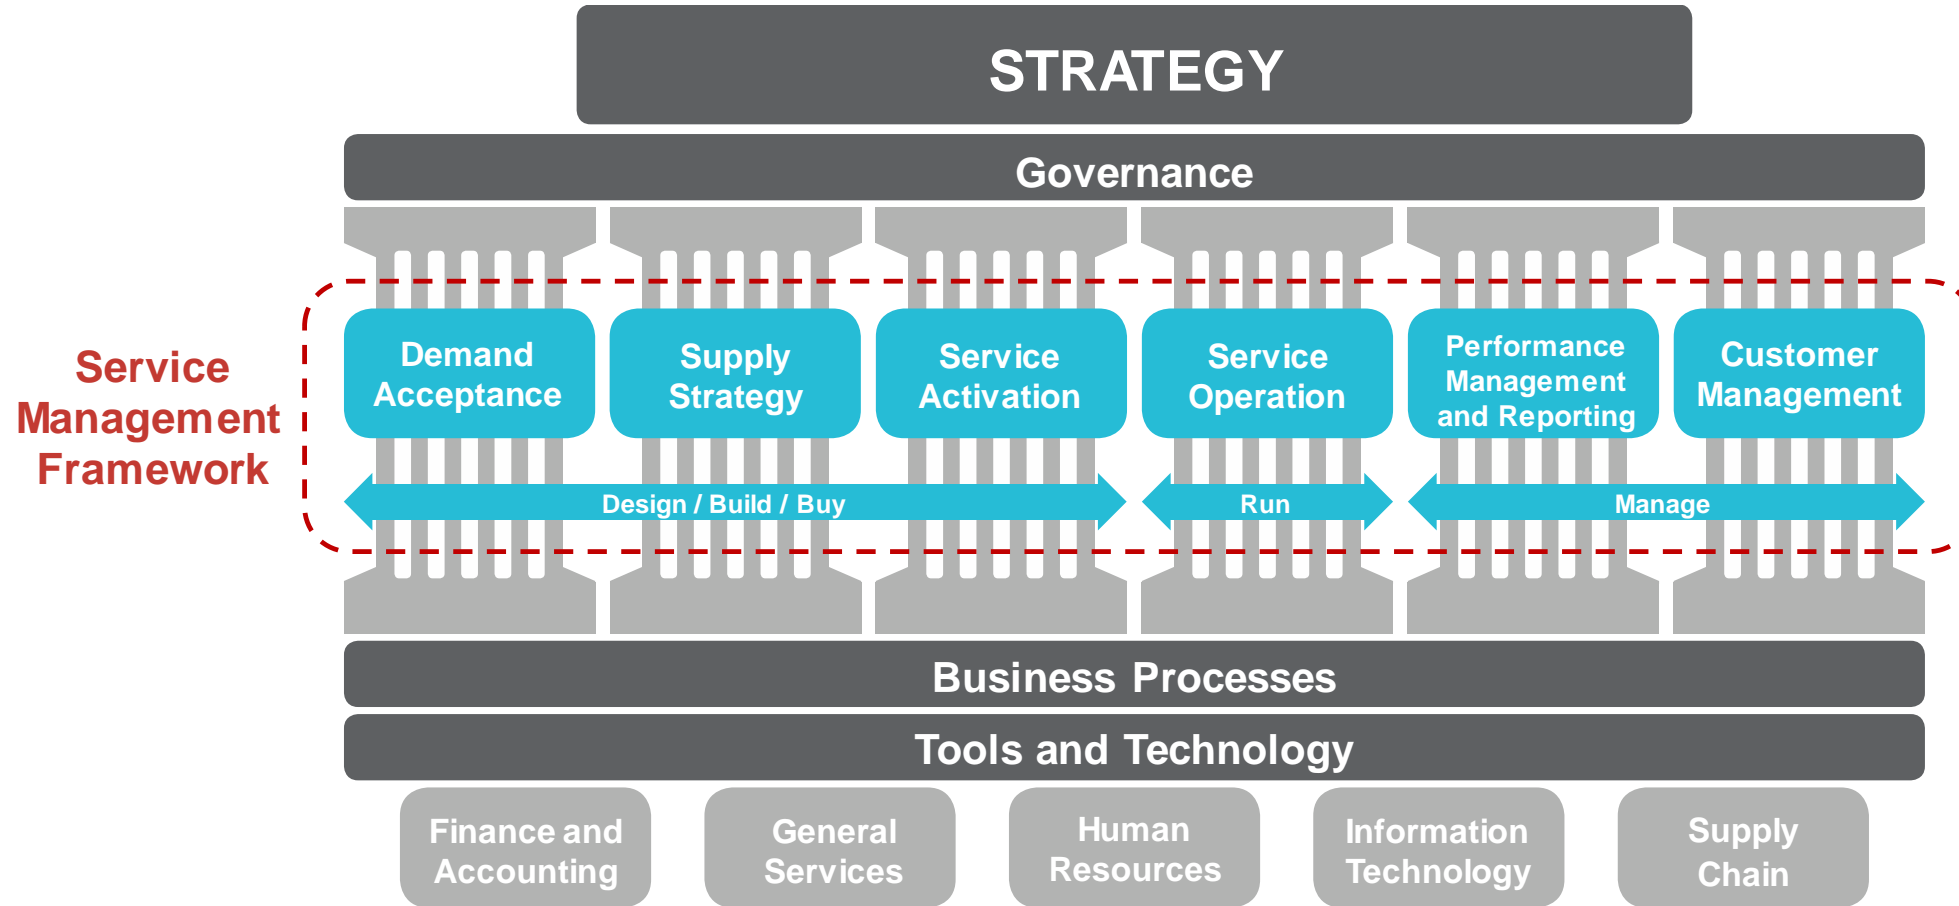 STRATEGY
Governance
Service
Management
Framework
Demand
Acceptance
Supply
Strategy
Service
Activation
Service
Operation
Performance
Management
and Reporting
Customer
Management
Design / Build / Buy
Run
Manage
Business Processes
Tools and Technology
Finance and
Accounting
General
Services
Human
Resources
Information
Technology
Supply
Chain